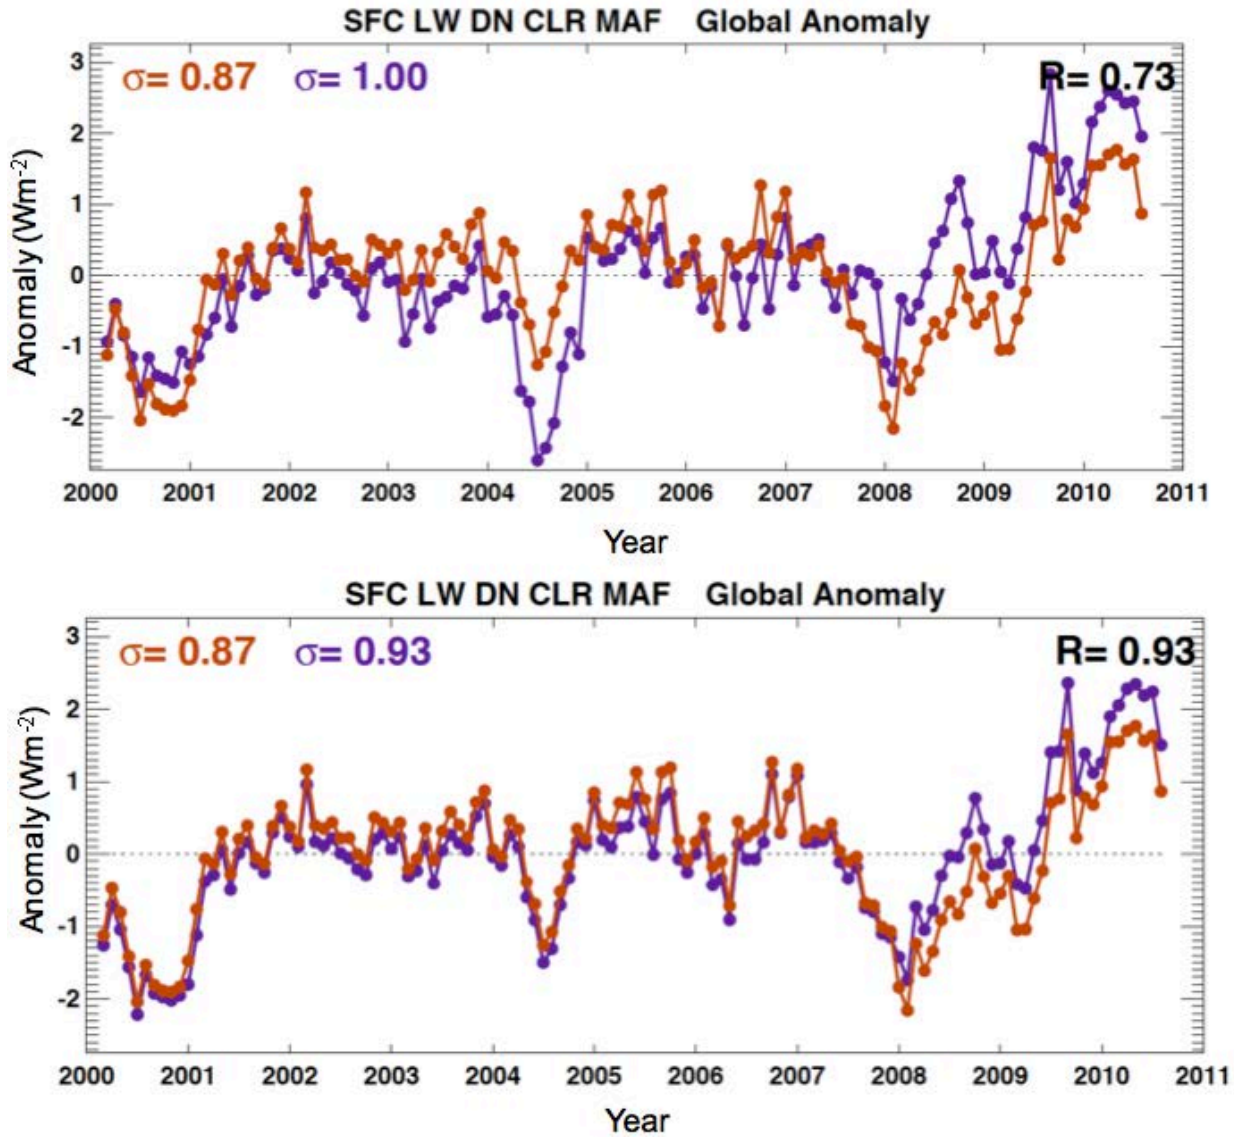 SFC LW DN CLR MAF Global Anomaly
σ= 0.87 σ= 1.00 R= 0.73
3
2
1
0
-1
-2
Anomaly (Wm-2)
2000 2001 2002 2003 2004 2005 2006 2007 2008 2009 2010 2011
Year
SFC LW DN CLR MAF Global Anomaly
σ= 0.87 σ= 0.93 R= 0.93
3
2
1
0
-1
-2
Anomaly (Wm-2)
2000 2001 2002 2003 2004 2005 2006 2007 2008 2009 2010 2011
Year